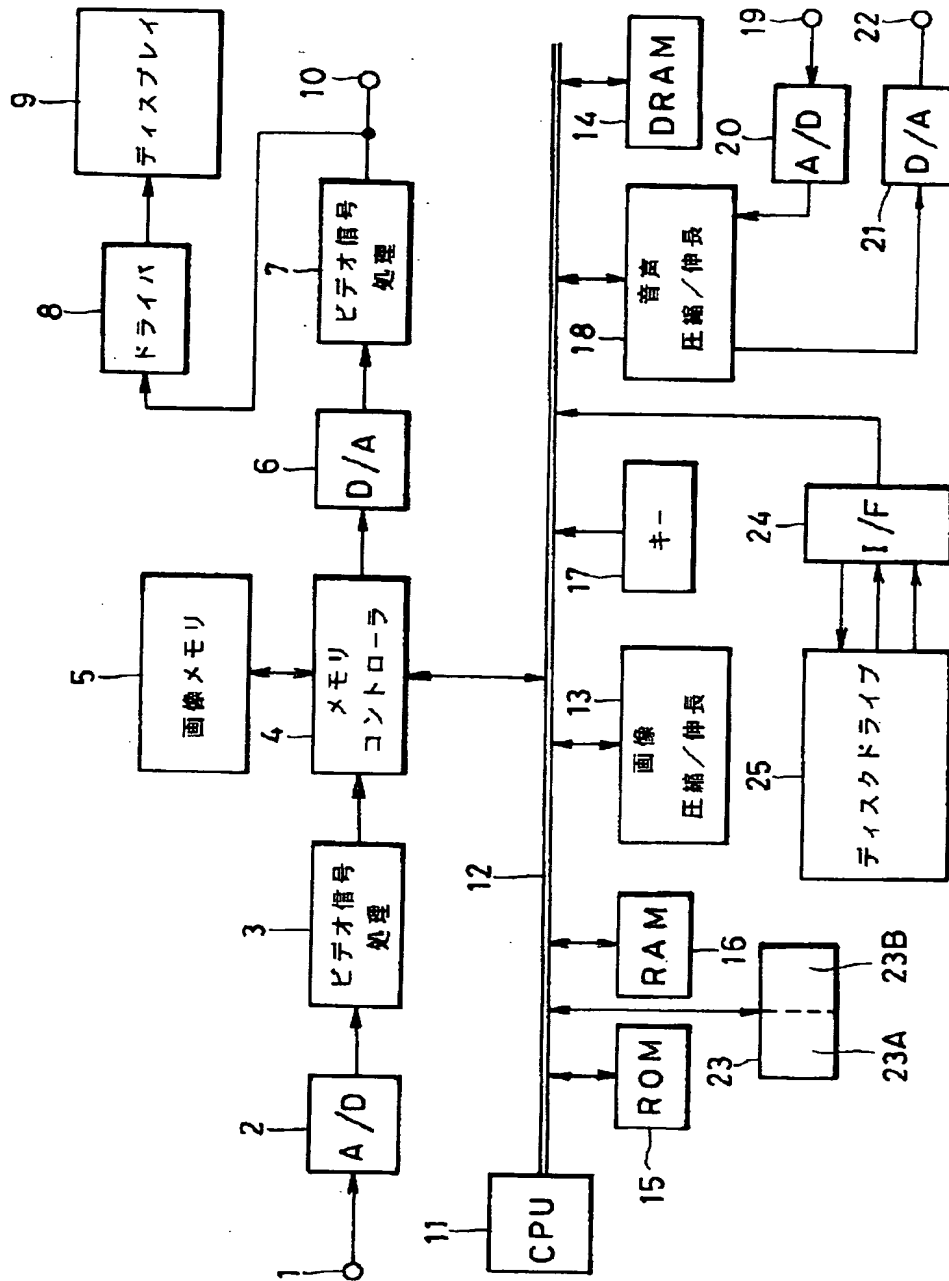 1
2
A/D
3
ビデオ信号
処理
4
メモリ
コントローラ
5
画像メモリ
6
D/A
7
ビデオ信号
処理
8
ドライバ
9
ディスプレイ
10
11
CPU
12
15
ROM
16
RAM
23
23A
23B
13
画像
圧縮/伸長
17
キー
25
ディスクドライブ
24
I/F
18
音声
圧縮/伸長
14
DRAM
20
A/D
19
21
D/A
22